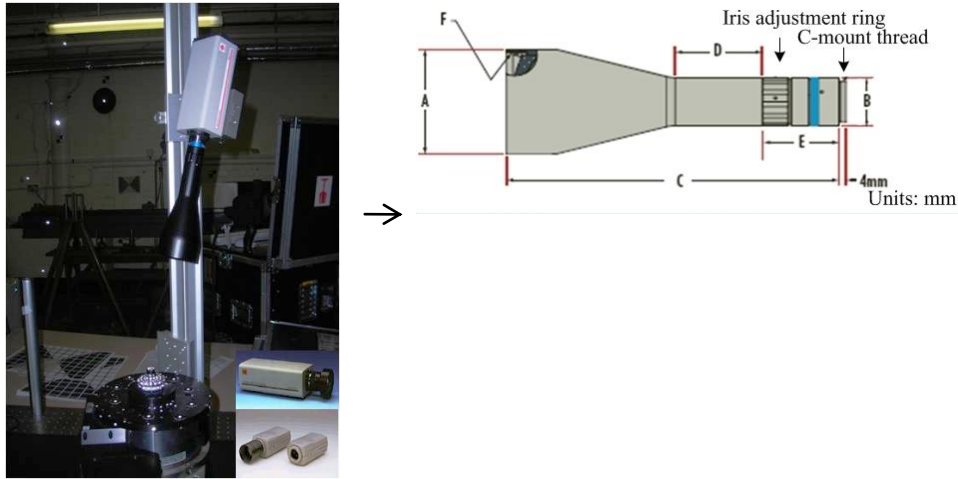 F
Iris adjustment ring
C-mount thread
D
A
B
E
C
4mm
Units: mm